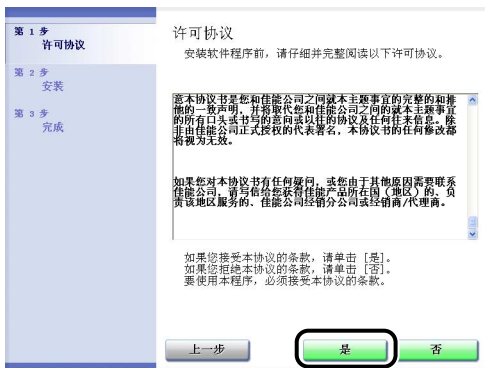 第 1 步
许可协议
第 2 步
安装
第 3 步
完成
许可协议
安装软件程序前，请仔细并完整阅读以下许可协议。
意本协议书是您和佳能公司之间就本主题事宜的完整的和排
他的一致声明，并将取代您和佳能公司之间的就本主题事宜
的所有口头或书写的意向或以往的协议及任何往来信息。除
非由佳能公司正式授权的代表署名，本协议书的任何修改都
将视为无效。
如果您对本协议书有任何疑问，或您由于其他原因需要联系
佳能公司，请写信给您获得佳能产品所在国（地区）的、负
责该地区服务的、佳能公司经销分公司或经销商/代理商。
如果您接受本协议的条款，请单击 [是]。
如果您拒绝本协议的条款，请单击 [否]。
要使用本程序，必须接受本协议的条款。
上一步
是
否